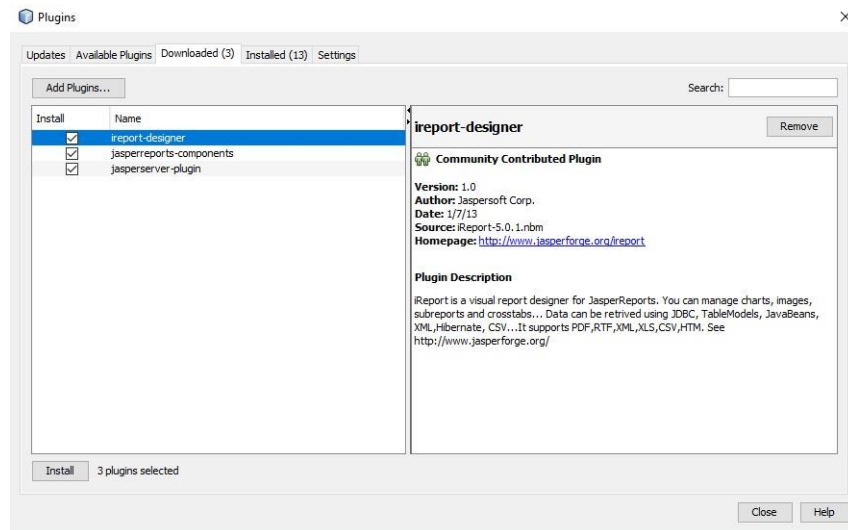 Plugins
Updates Available Plugins Downloaded (3) Installed (13) Settings
Add Plugins...
Search:
Install Name
ireport-designer
jasperreports-components
jasperserver-plugin
ireport-designer
Remove
Community Contributed Plugin
Version: 1.0
Author: Jaspersoft Corp.
Date: 1/7/13
Source: iReport-5.0.1.nbm
Homepage: http://www.jasperforge.org/ireport
Plugin Description
iReport is a visual report designer for JasperReports. You can manage charts, images,
subreports and crosstabs... Data can be retrived using JDBC, TableModels, JavaBeans,
XML,Hibernate, CSV...It supports PDF,RTF,XML,XLS,CSV,HTM. See
http://www.jasperforge.org/
Install 3 plugins selected
Close Help